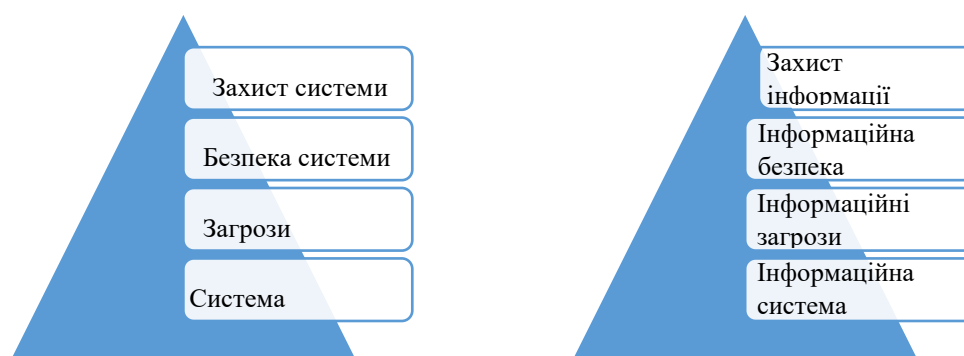 Захист системи
Безпека системи
Загрози
Система
Захист
інформації
Інформаційна
безпека
Інформаційні
загрози
Інформаційна
система